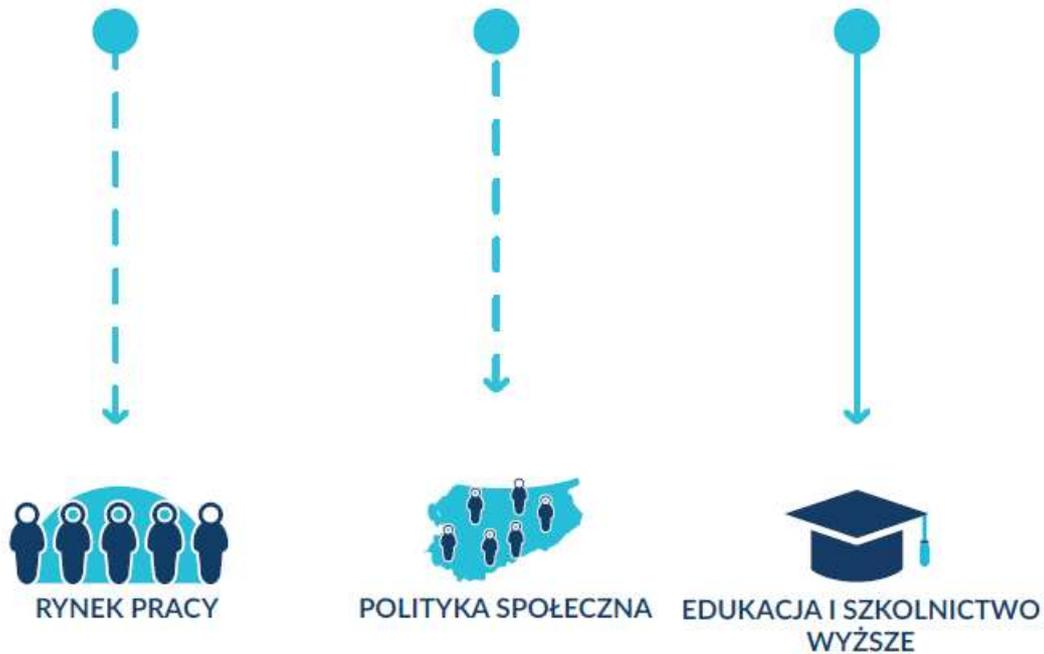 RYNEK PRACY
POLITYKA SPOŁECZNA
EDUKACJA I SZKOLNICTWO
WYŻSZE